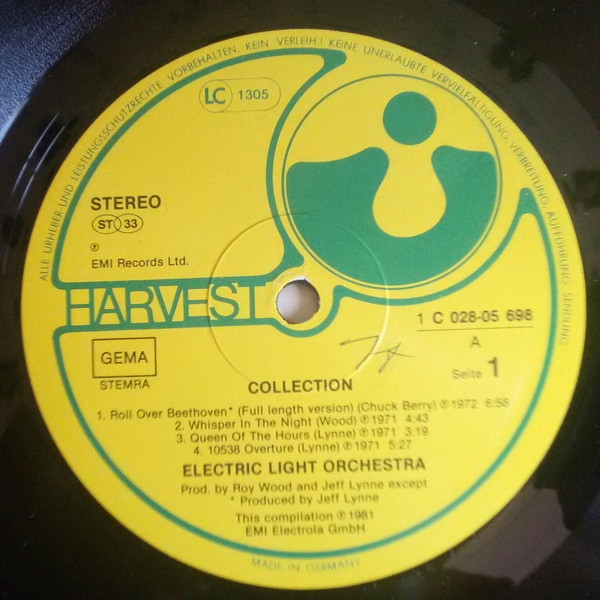 ALLE URHEBER- UND LEISTUNGSSCHUTZRECHTE VORBEHALTEN. KEIN VERLEIH! KEINE UNERLAUBTE VERVIELFÄLTIGUNG, VERBREITUNG, AUFFÜHRUNG, SENDUNG
LC 1305
STEREO
ST 33
℗
EMI Records Ltd.
HARVEST
1 C 028-05 698
A
Seite 1
GEMA
STEMRA
COLLECTION
1. Roll Over Beethoven* (Full length version) (Chuck Berry) ℗ 1972 6:58
2. Whisper In The Night (Wood) ℗ 1971 4:43
3. Queen Of The Hours (Lynne) ℗ 1971 3:19
4. 10538 Overture (Lynne) ℗ 1971 5:27
ELECTRIC LIGHT ORCHESTRA
Prod. by Roy Wood and Jeff Lynne except
* Produced by Jeff Lynne
This compilation ℗ 1981
EMI Electrola GmbH
MADE IN GERMANY